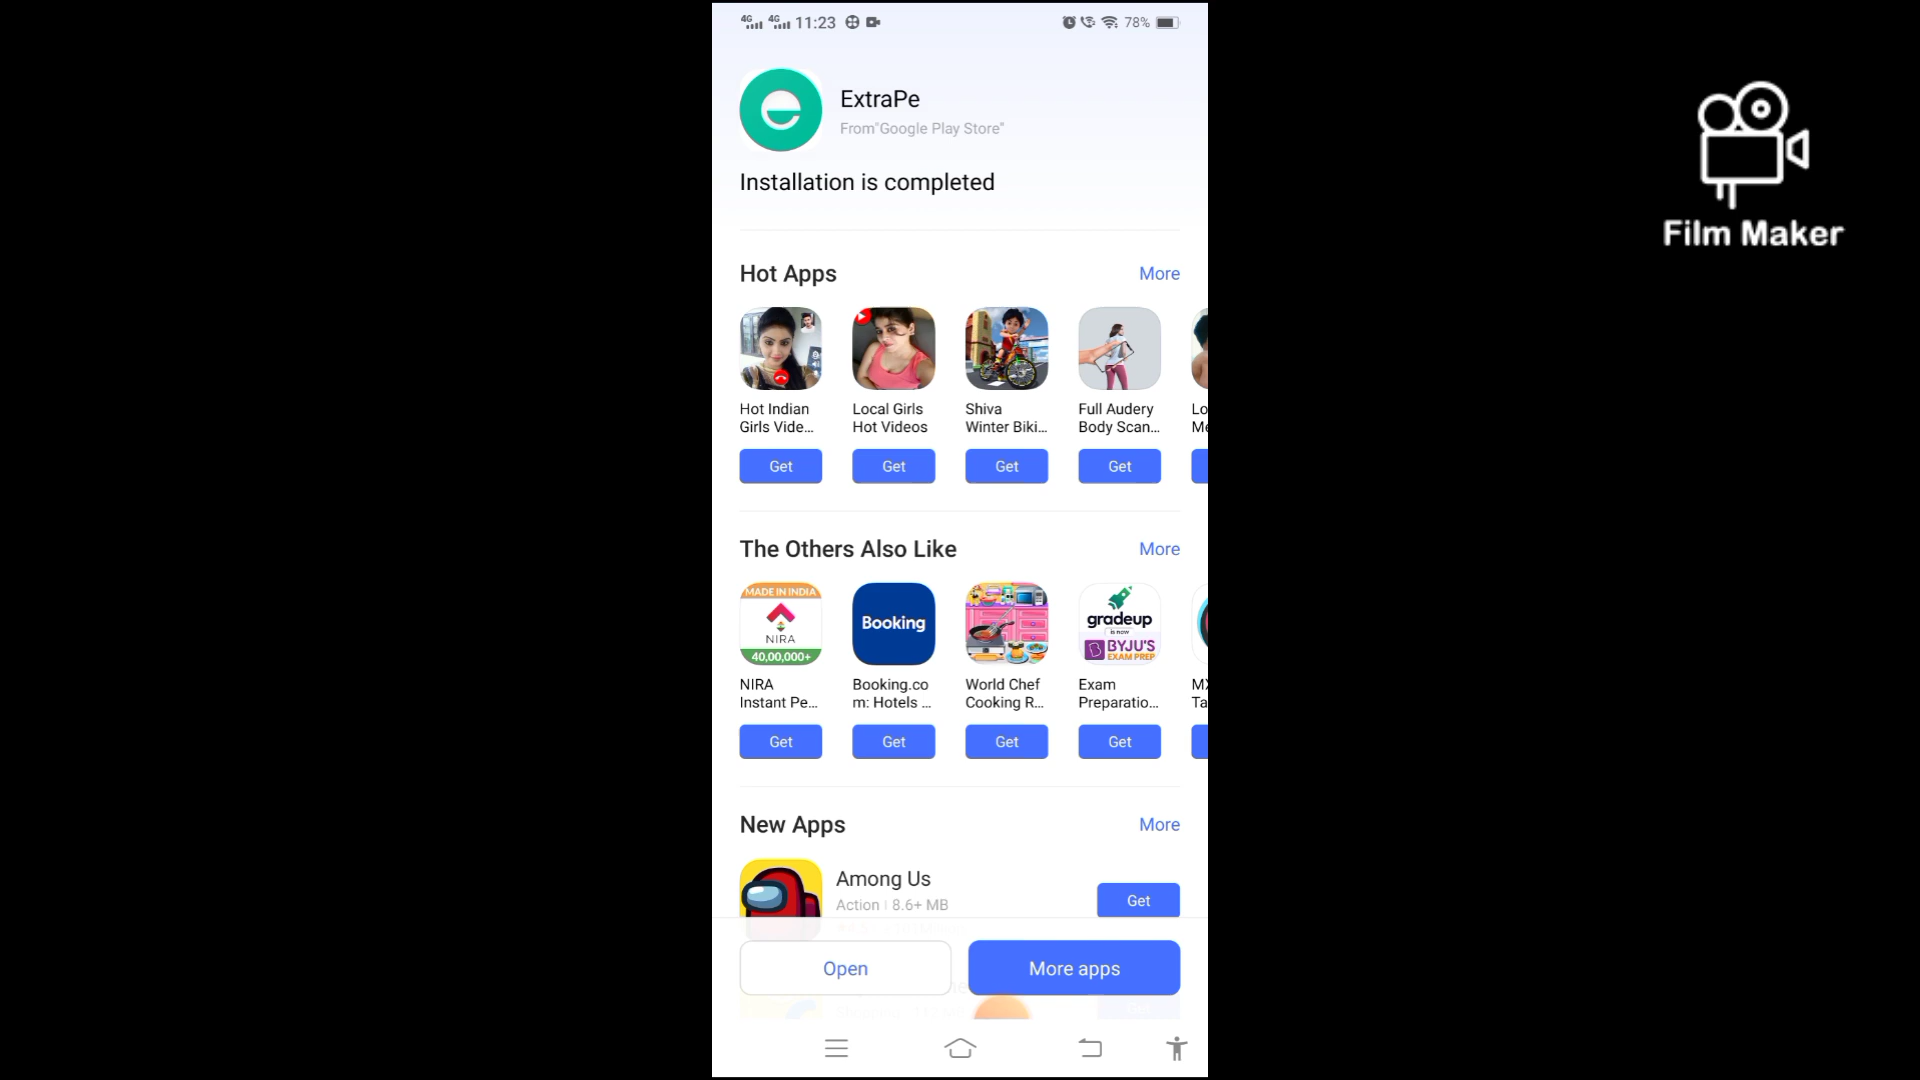 4G 4G 11:23 78%
ExtraPe
From"Google Play Store"
Installation is completed
Film Maker
Hot Apps More
Hot Indian
Girls Vide...
Local Girls
Hot Videos
Shiva
Winter Biki...
Full Audery
Body Scan...
Lo
Me
Get Get Get Get
The Others Also Like More
MADE IN INDIA
NIRA
40,00,000+
Booking
gradeup
is now
BYJU'S
EXAM PREP
NIRA
Instant Pe...
Booking.co
m: Hotels ...
World Chef
Cooking R...
Exam
Preparatio...
MX
Ta
Get Get Get Get
New Apps More
Among Us
Action 8.6+ MB
Get
Open More apps